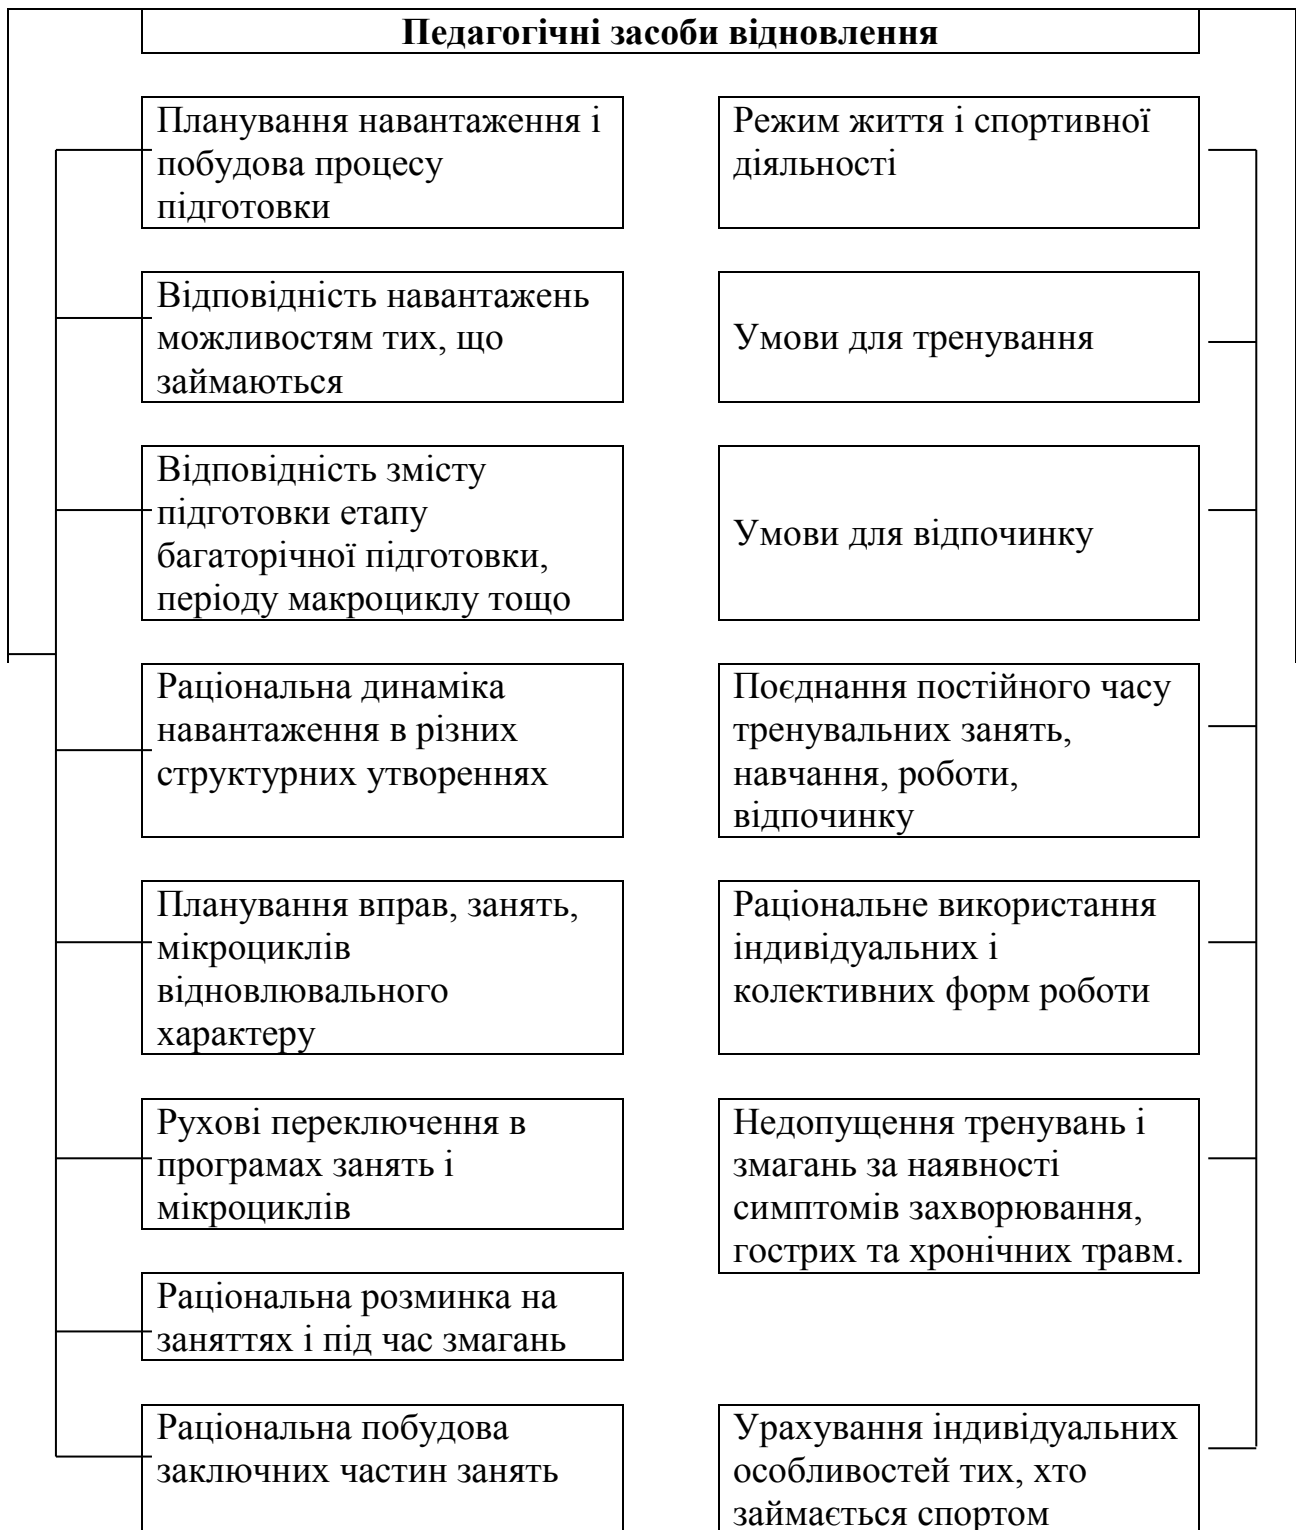 Педагогічні засоби відновлення
Планування навантаження і
побудова процесу
підготовки
Режим життя і спортивної
діяльності
Відповідність навантажень
можливостям тих, що
займаються
Умови для тренування
Відповідність змісту
підготовки етапу
багаторічної підготовки,
періоду макроциклу тощо
Умови для відпочинку
Раціональна динаміка
навантаження в різних
структурних утвореннях
Поєднання постійного часу
тренувальних занять,
навчання, роботи,
відпочинку
Планування вправ, занять,
мікроциклів
відновлювального
характеру
Раціональне використання
індивідуальних і
колективних форм роботи
Рухові переключення в
програмах занять і
мікроциклів
Недопущення тренувань і
змагань за наявності
симптомів захворювання,
гострих та хронічних травм.
Раціональна розминка на
заняттях і під час змагань
Раціональна побудова
заключних частин занять
Урахування індивідуальних
особливостей тих, хто
займається спортом